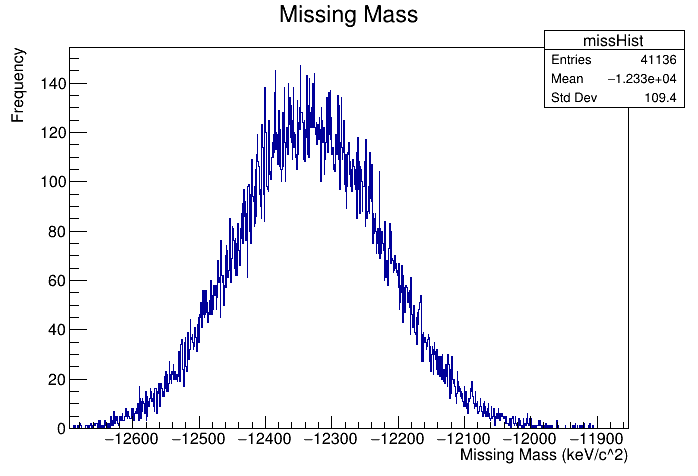 Missing Mass
missHist
Entries 41136
Mean −1.233e+04
Std Dev 109.4
Frequency
140
120
100
80
60
40
20
0
−12600 −12500 −12400 −12300 −12200 −12100 −12000 −11900
Missing Mass (keV/c^2)